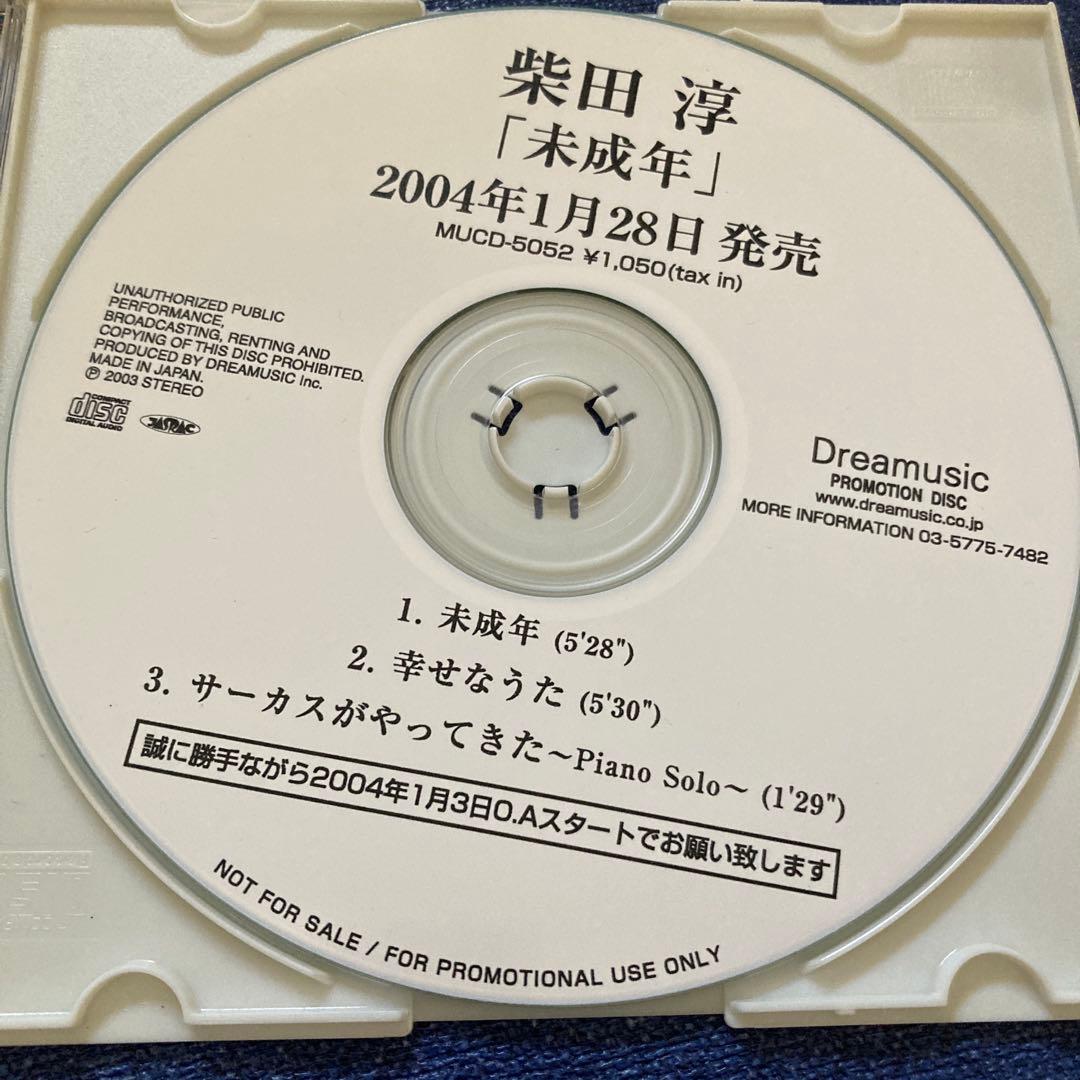 柴田 淳
「未成年」
2004年1月28日 発売
MUCD-5052 ¥1,050(tax in)
UNAUTHORIZED PUBLIC
PERFORMANCE,
BROADCASTING, RENTING AND
COPYING OF THIS DISC PROHIBITED.
PRODUCED BY DREAMUSIC Inc.
MADE IN JAPAN.
℗ 2003 STEREO
COMPACT
disc
DIGITAL AUDIO
JASRAC
Dreamusic
PROMOTION DISC
www.dreamusic.co.jp
MORE INFORMATION 03-5775-7482
1. 未成年 (5'28")
2. 幸せなうた (5'30")
3. サーカスがやってきた〜Piano Solo〜 (1'29")
誠に勝手ながら2004年1月3日O.Aスタートでお願い致します
NOT FOR SALE / FOR PROMOTIONAL USE ONLY